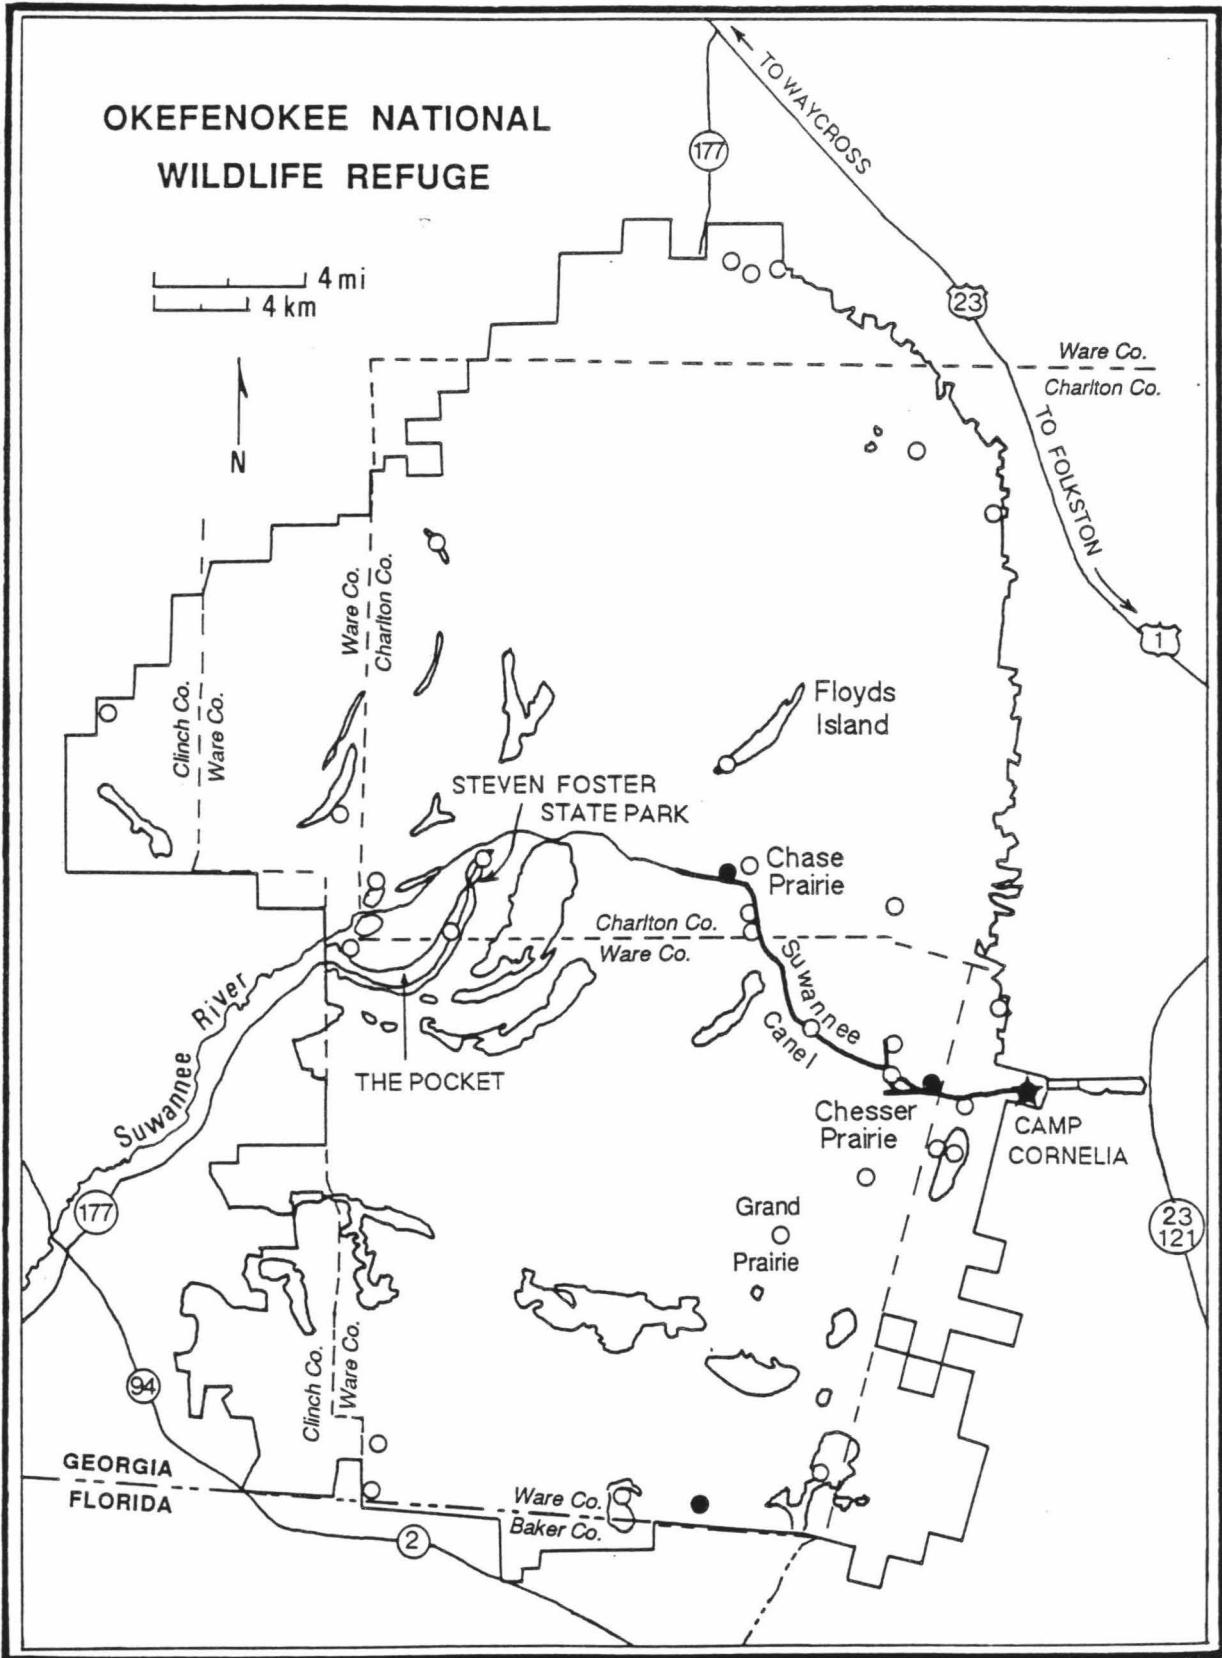 OKEFENOKEE NATIONAL
WILDLIFE REFUGE
4 mi
4 km
N
177
TO WAYCROSS
23
Ware Co.
Charlton Co.
TO FOLKSTON
1
Ware Co.
Charlton Co.
Clinch Co.
Ware Co.
Floyds
Island
STEVEN FOSTER
STATE PARK
Chase
Prairie
Charlton Co.
Ware Co.
Suwannee
Canel
Suwannee River
THE POCKET
Chesser
Prairie
CAMP
CORNELIA
177
Grand
Prairie
23
121
94
Clinch Co.
Ware Co.
GEORGIA
FLORIDA
Ware Co.
Baker Co.
2